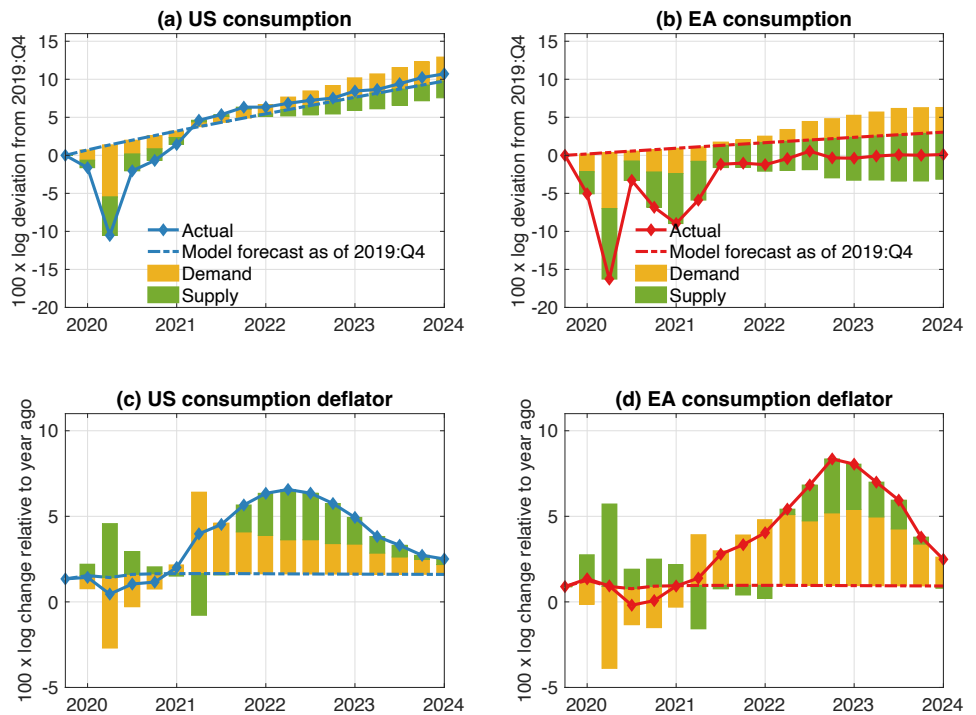 (a) US consumption
100 x log deviation from 2019:Q4
15
10
5
0
-5
-10
-15
-20
Actual
Model forecast as of 2019:Q4
Demand
Supply
2020 2021 2022 2023 2024
(b) EA consumption
100 x log deviation from 2019:Q4
15
10
5
0
-5
-10
-15
-20
Actual
Model forecast as of 2019:Q4
Demand
Supply
2020 2021 2022 2023 2024
(c) US consumption deflator
100 x log change relative to year ago
10
5
0
-5
2020 2021 2022 2023 2024
(d) EA consumption deflator
100 x log change relative to year ago
10
5
0
-5
2020 2021 2022 2023 2024